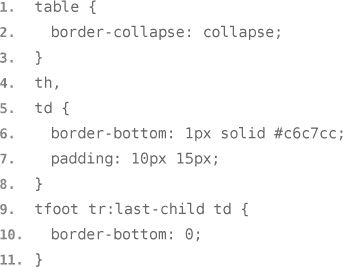 1. table {
2.   border-collapse: collapse;
3. }
4. th,
5. td {
6.   border-bottom: 1px solid #c6c7cc;
7.   padding: 10px 15px;
8. }
9. tfoot tr:last-child td {
10.   border-bottom: 0;
11. }